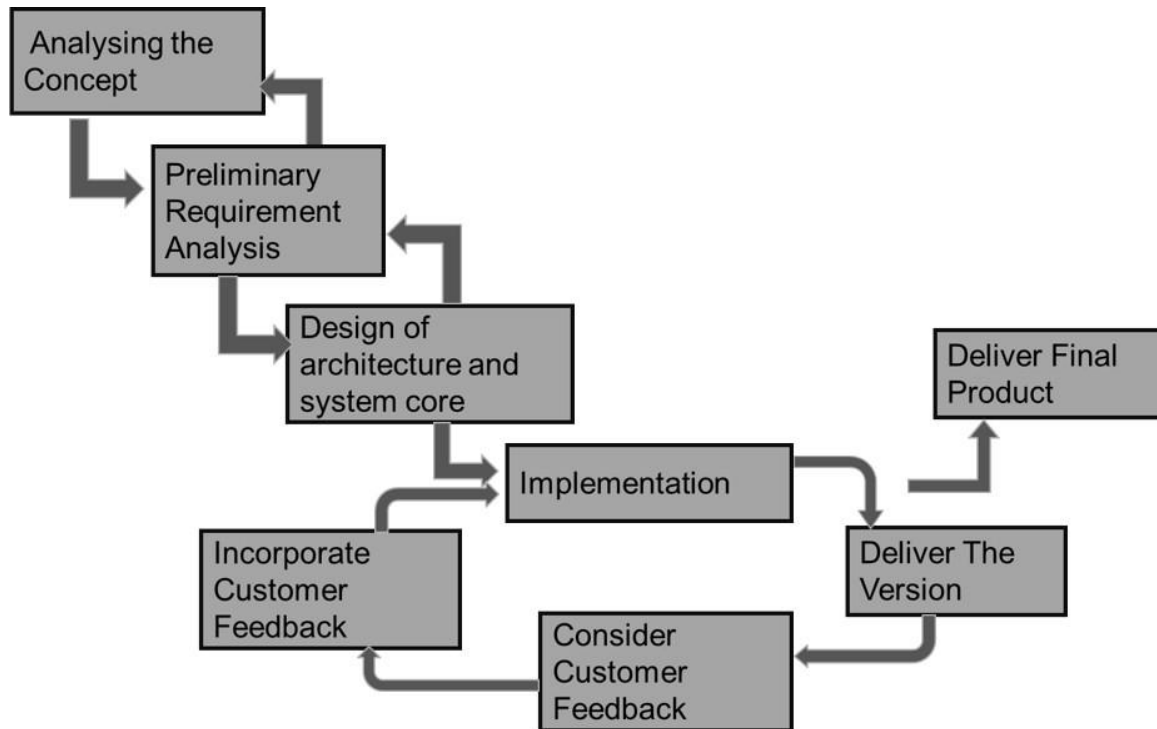 Analysing the
Concept
Preliminary
Requirement
Analysis
Design of
architecture and
system core
Deliver Final
Product
Implementation
Incorporate
Customer
Feedback
Deliver The
Version
Consider
Customer
Feedback